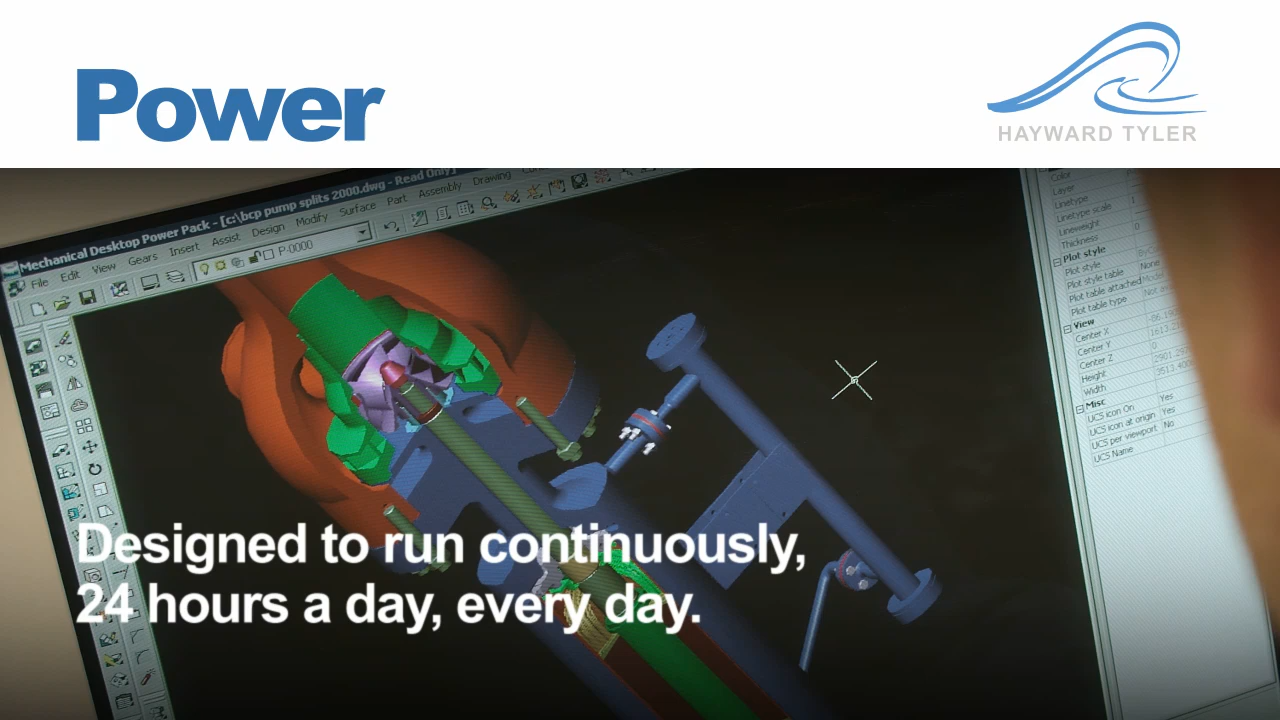 Power
HAYWARD TYLER
Mechanical Desktop Power Pack - [c:\bcp pump splits 2000.dwg - Read Only]
File Edit View Gears Insert Assist Design Modify Surface Part Assembly Drawing
P-0000
Color
Layer
Linetype
Linetype scale 1
Lineweight
Thickness 0
Plot style
Plot style
Plot style table None
Plot table attached
Plot table type
View
Center X
Center Y
Center Z 0
Height
Width
Misc
UCS icon On Yes
UCS icon at origin Yes
UCS per viewport No
UCS Name
Designed to run continuously,
24 hours a day, every day.